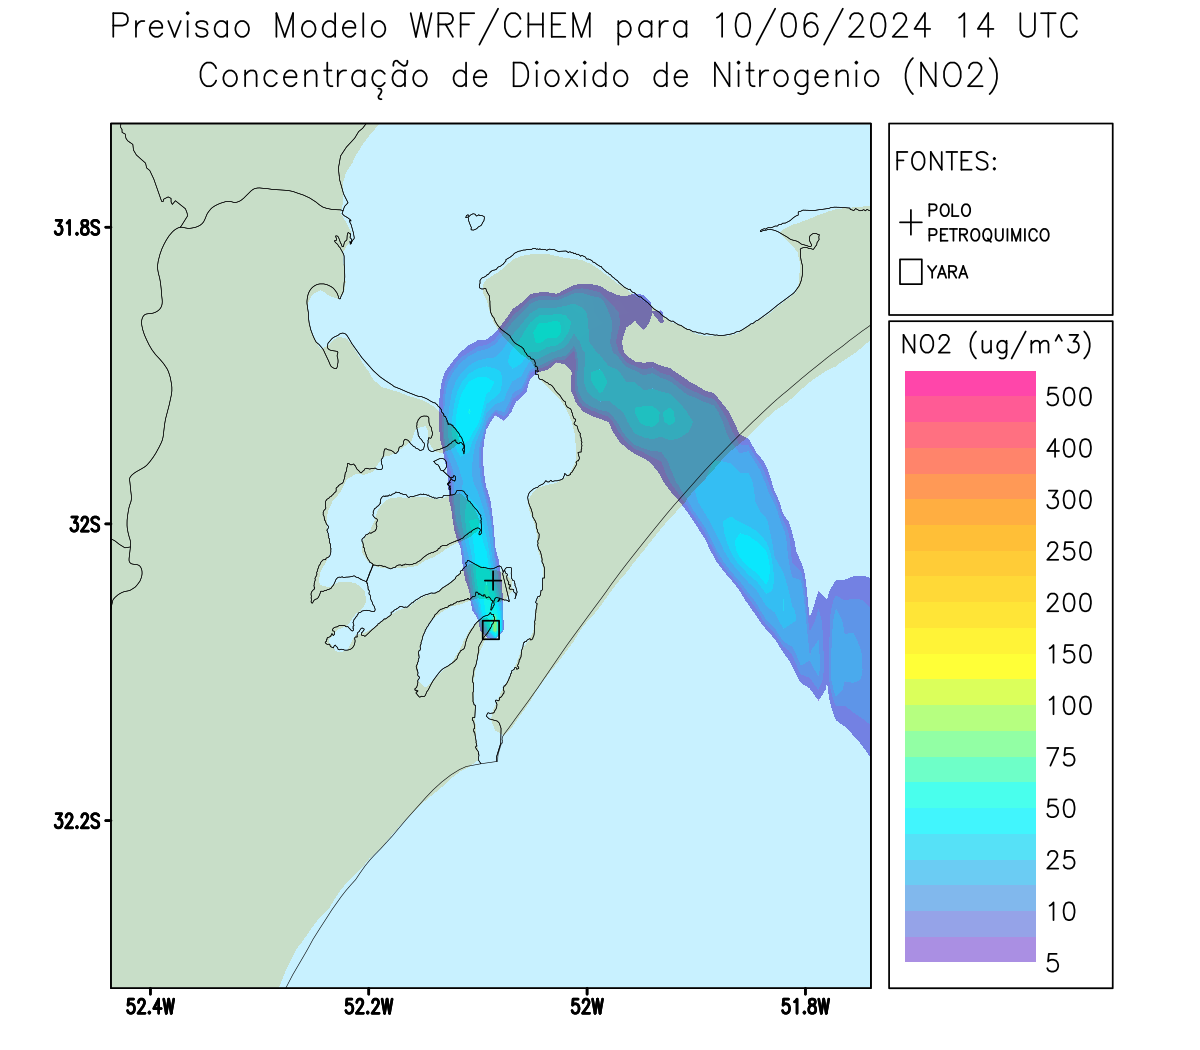 Previsao Modelo WRF/CHEM para 10/06/2024 14 UTC
Concentração de Dioxido de Nitrogenio (NO2)
FONTES:
POLO
PETROQUIMICO
YARA
NO2 (ug/m^3)
500
400
300
250
200
150
100
75
50
25
10
5
31.8S
32S
32.2S
52.4W
52.2W
52W
51.8W